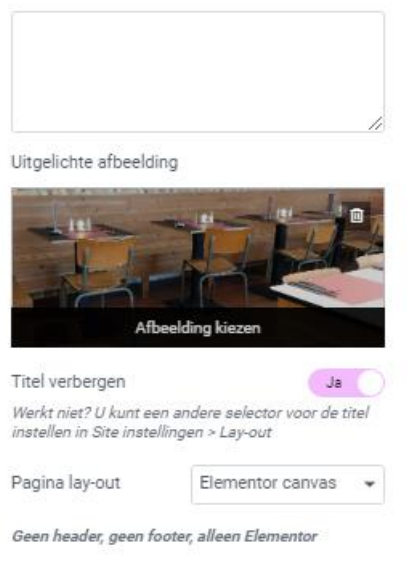 Uitgelichte afbeelding
Afbeelding kiezen
Titel verbergen
Ja
Werkt niet? U kunt een andere selector voor de titel
instellen in Site instellingen > Lay-out
Pagina lay-out
Elementor canvas
Geen header, geen footer, alleen Elementor